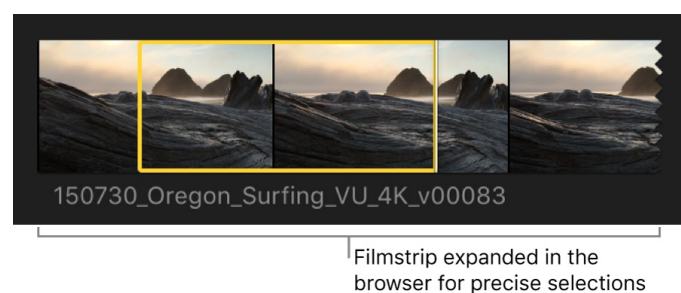 150730_Oregon_Surfing_VU_4K_v00083
Filmstrip expanded in the
browser for precise selections